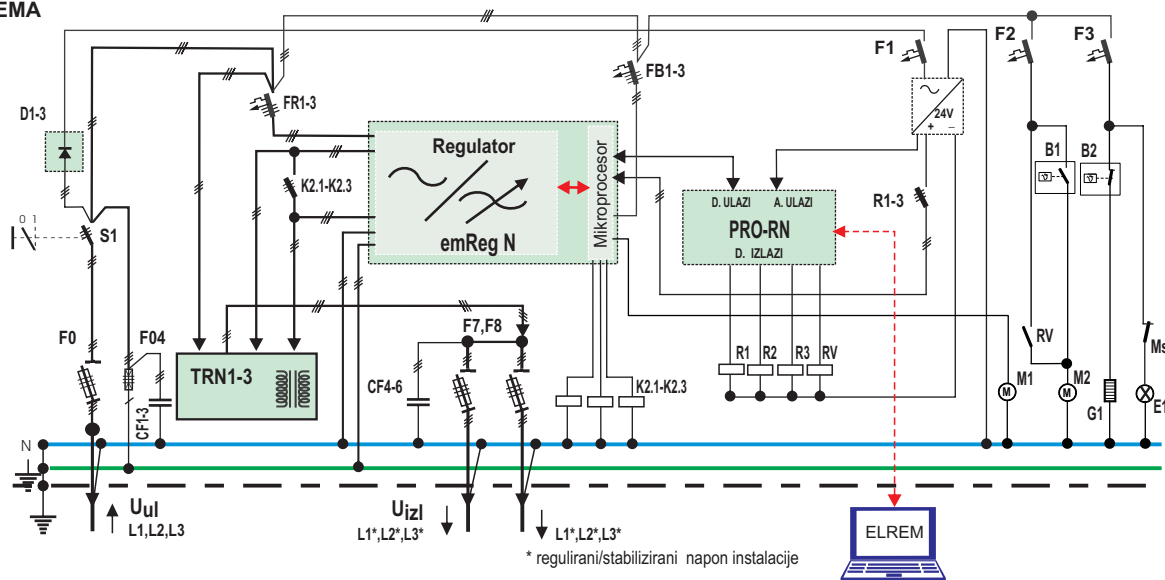 EMA
F1
F2
F3
FB1-3
FR1-3
D1-3
24V
+ –
Regulator
emReg N
Mikroprocesor
K2.1-K2.3
B1
B2
R1-3
D. ULAZI
A. ULAZI
PRO-RN
D. IZLAZI
0 1
S1
F0
F04
TRN1-3
CF1-3
F7,F8
CF4-6
K2.1-K2.3
R1
R2
R3
RV
RV
M1
M
M2
M
G1
Ms
E1
N
Uul
L1,L2,L3
Uizl
L1*,L2*,L3*
L1*,L2*,L3*
* regulirani/stabilizirani napon instalacije
ELREM